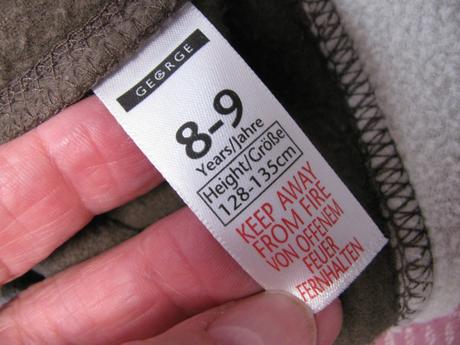 GEORGE
8-9
Years/Jahre
Height/Größe
128-135cm
KEEP AWAY
FROM FIRE
VON OFFENEM
FEUER
FERNHALTEN